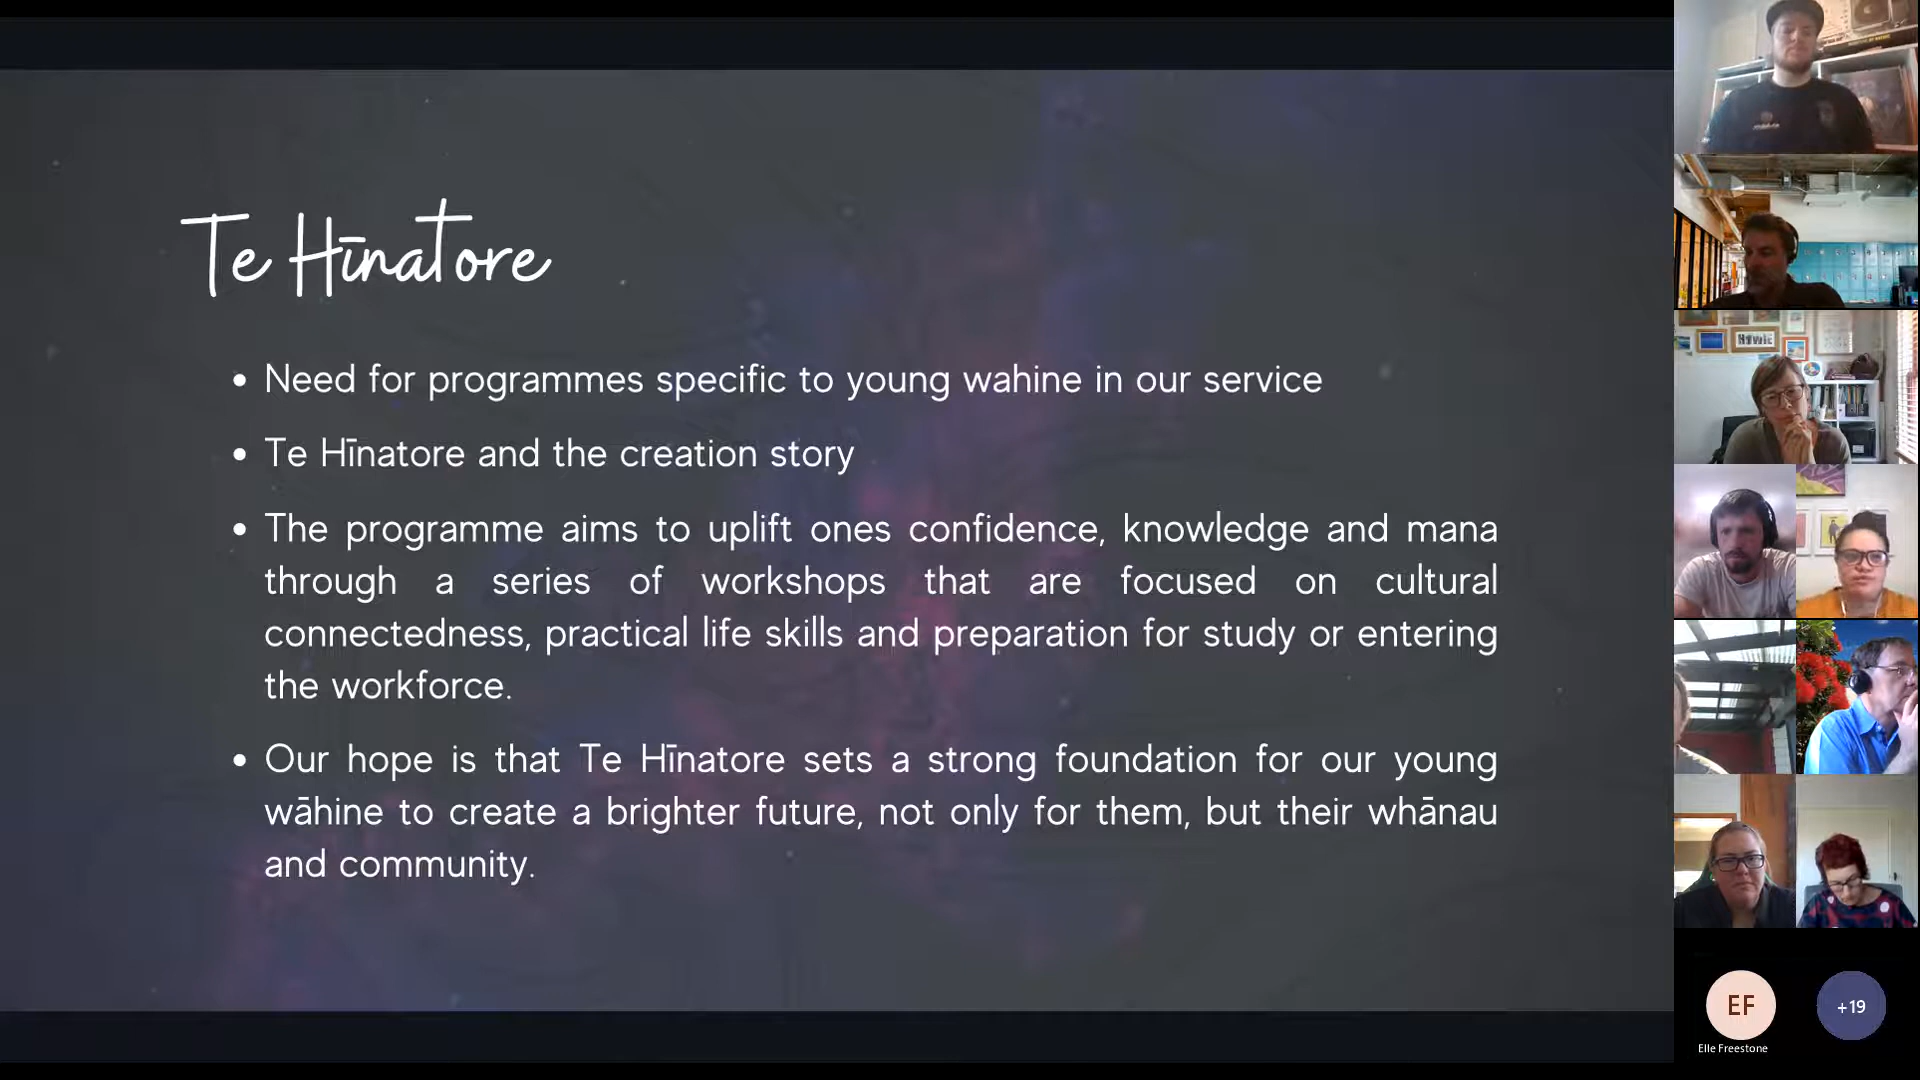 Te Hīnatore
• Need for programmes specific to young wahine in our service
• Te Hīnatore and the creation story
• The programme aims to uplift ones confidence, knowledge and mana
through a series of workshops that are focused on cultural
connectedness, practical life skills and preparation for study or entering
the workforce.
• Our hope is that Te Hīnatore sets a strong foundation for our young
wāhine to create a brighter future, not only for them, but their whānau
and community.
EF
+19
Elle Freestone